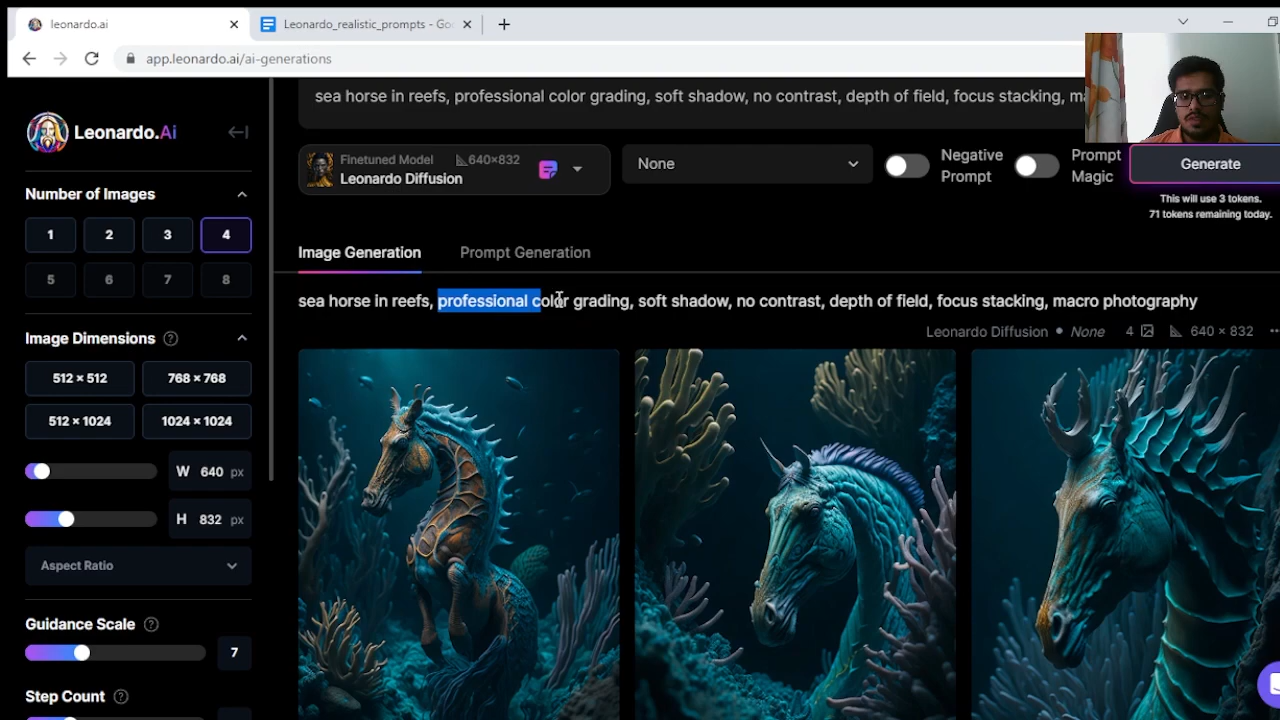 leonardo.ai
Leonardo_realistic_prompts - Go
app.leonardo.ai/ai-generations
sea horse in reefs, professional color grading, soft shadow, no contrast, depth of field, focus stacking, ma
Leonardo.Ai
Finetuned Model 640×832
Leonardo Diffusion
None
Negative
Prompt
Prompt
Magic
Generate
This will use 3 tokens.
71 tokens remaining today.
Number of Images
1 2 3 4
5 6 7 8
Image Generation Prompt Generation
sea horse in reefs, professional color grading, soft shadow, no contrast, depth of field, focus stacking, macro photography
Leonardo Diffusion • None 4 640 × 832
Image Dimensions ?
512 × 512 768 × 768
512 × 1024 1024 × 1024
W 640 px
H 832 px
Aspect Ratio
Guidance Scale ?
7
Step Count ?